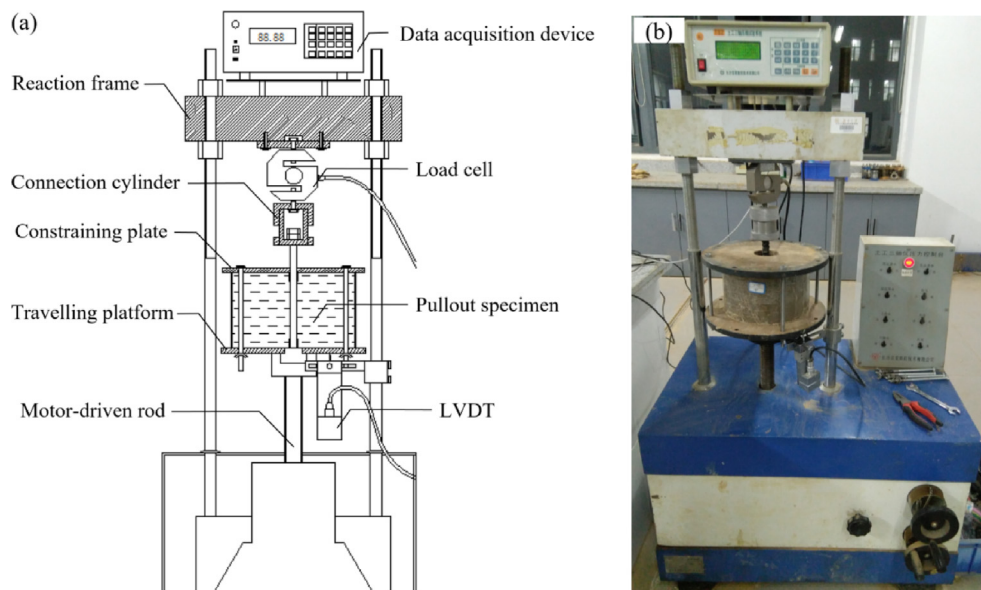 (a)
88.88
Data acquisition device
Reaction frame
Load cell
Connection cylinder
Constraining plate
Pullout specimen
Travelling platform
Motor-driven rod
LVDT
(b)